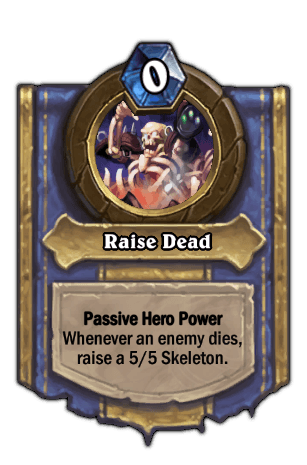 0
Raise Dead
Passive Hero Power
Whenever an enemy dies,
raise a 5/5 Skeleton.